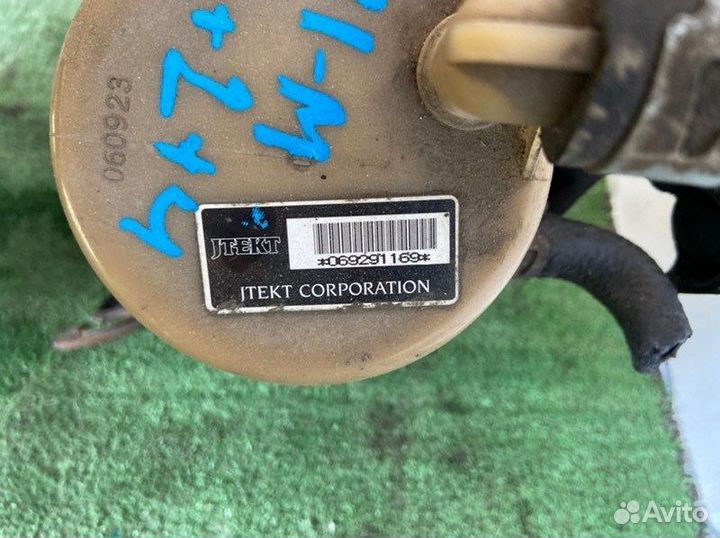 060923
JTEKT
*069291169*
JTEKT CORPORATION
Avito